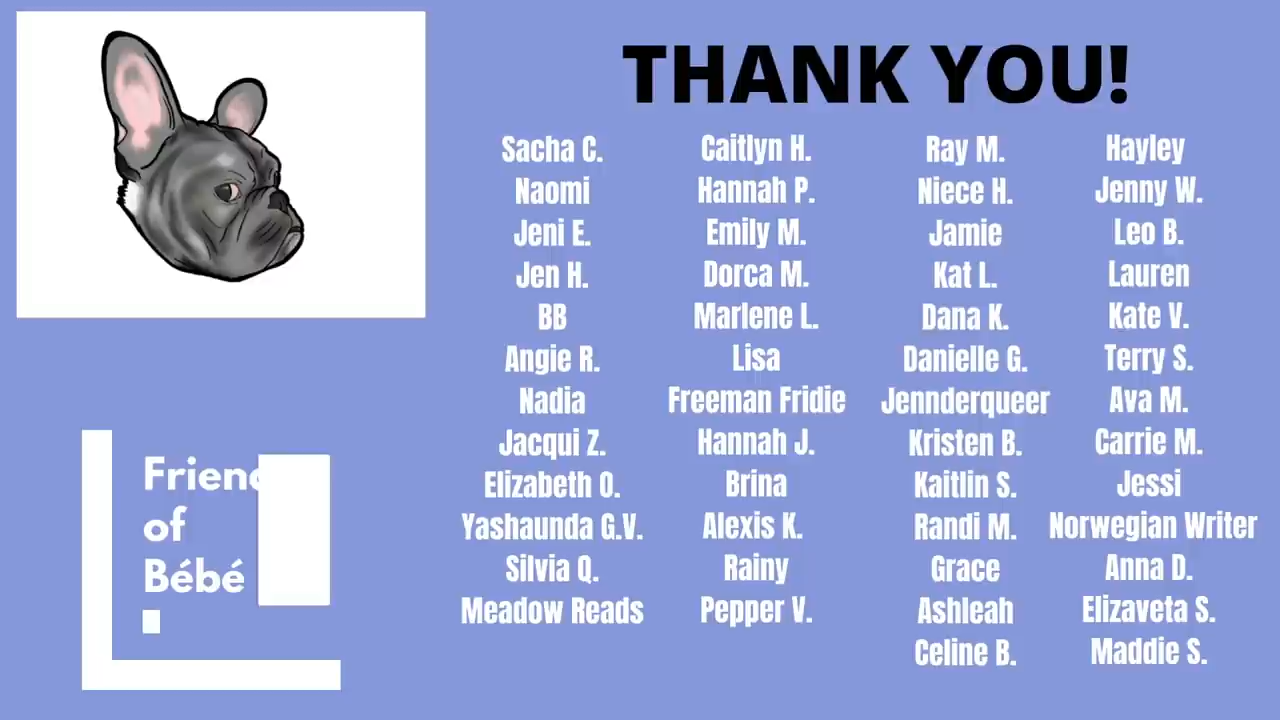 THANK YOU!
Sacha C.
Naomi
Jeni E.
Jen H.
BB
Angie R.
Nadia
Jacqui Z.
Elizabeth O.
Yashaunda G.V.
Silvia Q.
Meadow Reads
Caitlyn H.
Hannah P.
Emily M.
Dorca M.
Marlene L.
Lisa
Freeman Fridie
Hannah J.
Brina
Alexis K.
Rainy
Pepper V.
Ray M.
Niece H.
Jamie
Kat L.
Dana K.
Danielle G.
Jennderqueer
Kristen B.
Kaitlin S.
Randi M.
Grace
Ashleah
Celine B.
Hayley
Jenny W.
Leo B.
Lauren
Kate V.
Terry S.
Ava M.
Carrie M.
Jessi
Norwegian Writer
Anna D.
Elizaveta S.
Maddie S.
of
Bébé